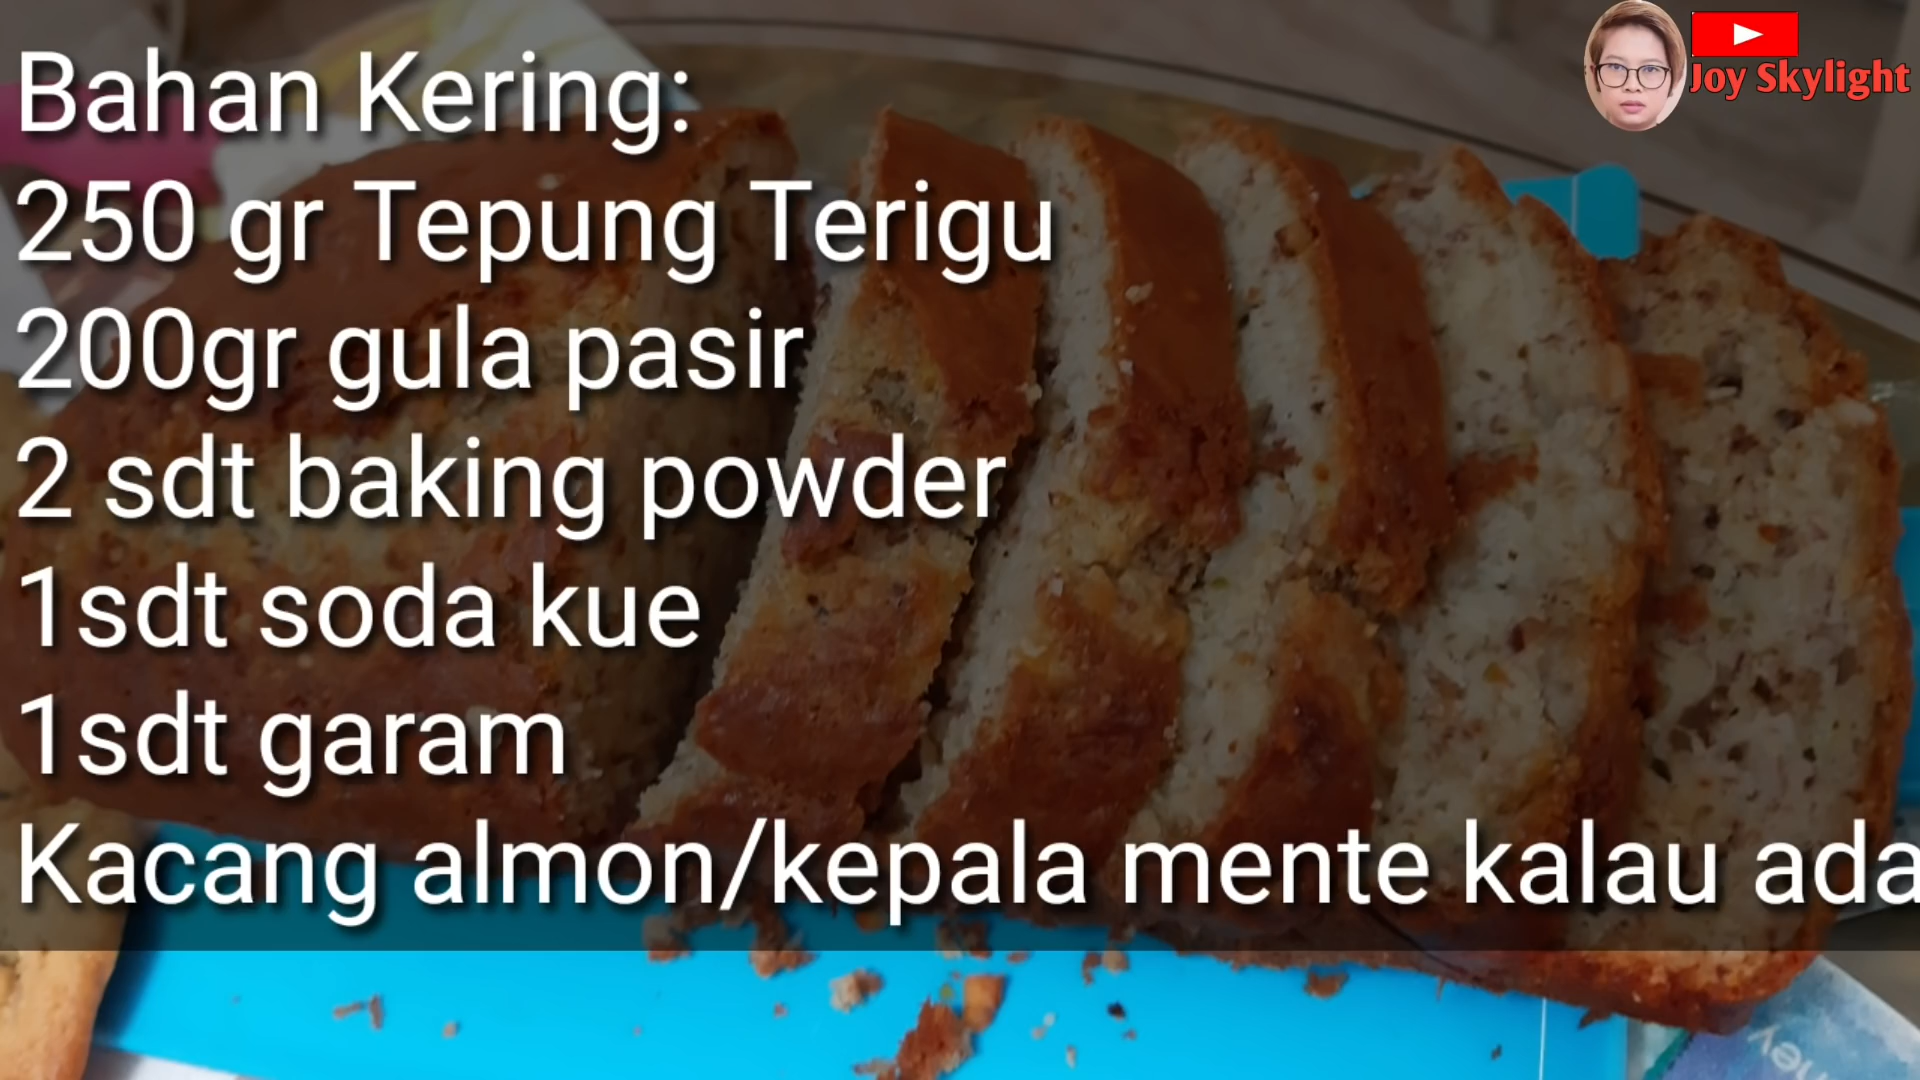 Joy Skylight
Bahan Kering:
250 gr Tepung Terigu
200gr gula pasir
2 sdt baking powder
1sdt soda kue
1sdt garam
Kacang almon/kepala mente kalau ada